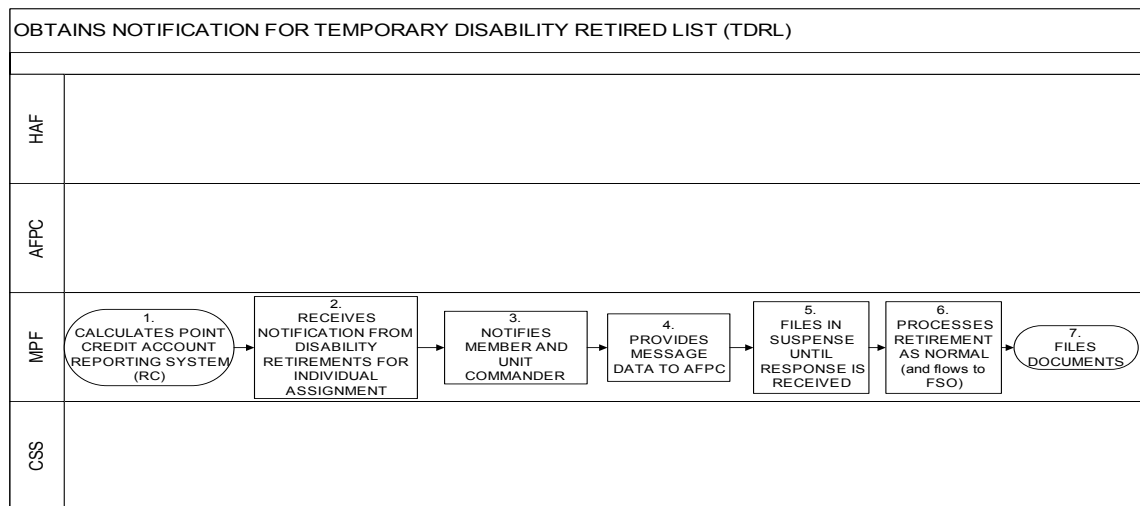 OBTAINS NOTIFICATION FOR TEMPORARY DISABILITY RETIRED LIST (TDRL)
HAF
AFPC
MPF
1.
CALCULATES POINT
CREDIT ACCOUNT
REPORTING SYSTEM
(RC)
2.
RECEIVES
NOTIFICATION FROM
DISABILITY
RETIREMENTS FOR
INDIVIDUAL
ASSIGNMENT
3.
NOTIFIES
MEMBER AND
UNIT
COMMANDER
4.
PROVIDES
MESSAGE
DATA TO AFPC
5.
FILES IN
SUSPENSE
UNTIL
RESPONSE IS
RECEIVED
6.
PROCESSES
RETIREMENT
AS NORMAL
(and flows to
FSO)
7.
FILES
DOCUMENTS
CSS